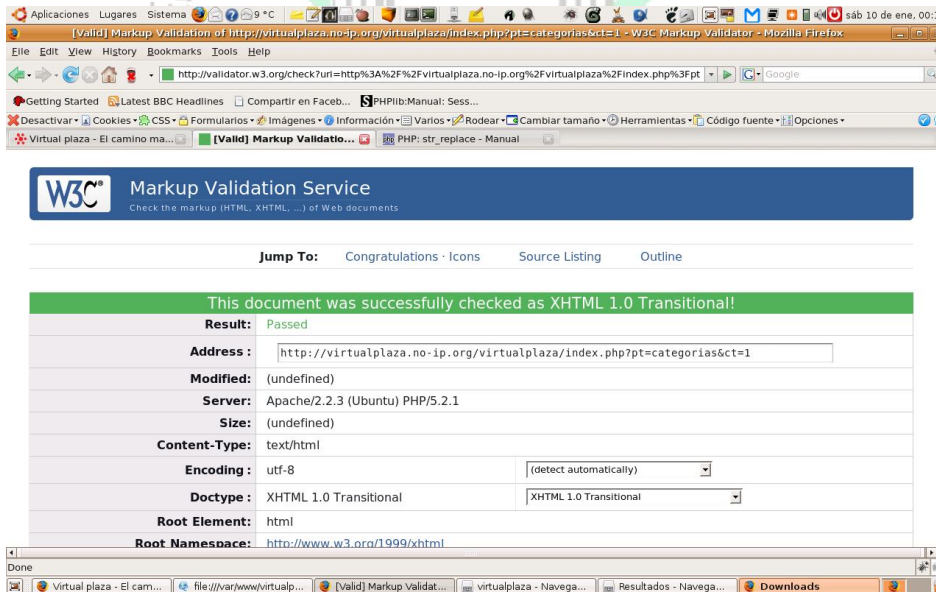 Aplicaciones Lugares Sistema 9 °C sáb 10 de ene, 00:
[Valid] Markup Validation of http://virtualplaza.no-ip.org/virtualplaza/index.php?pt=categorias&ct=1 - W3C Markup Validator - Mozilla Firefox
File Edit View History Bookmarks Tools Help
http://validator.w3.org/check?uri=http%3A%2F%2Fvirtualplaza.no-ip.org%2Fvirtualplaza%2Findex.php%3Fpt G Google
Getting Started Latest BBC Headlines Compartir en Faceb... PHPlib:Manual: Sess...
Desactivar Cookies CSS Formularios Imágenes Información Varios Rodear Cambiar tamaño Herramientas Código fuente Opciones
Virtual plaza - El camino ma... [Valid] Markup Validatio... PHP: str_replace - Manual
W3C® Markup Validation Service
Check the markup (HTML, XHTML, ...) of Web documents
Jump To: Congratulations · Icons Source Listing Outline
This document was successfully checked as XHTML 1.0 Transitional!
Result: Passed
Address : http://virtualplaza.no-ip.org/virtualplaza/index.php?pt=categorias&ct=1
Modified: (undefined)
Server: Apache/2.2.3 (Ubuntu) PHP/5.2.1
Size: (undefined)
Content-Type: text/html
Encoding : utf-8 (detect automatically)
Doctype : XHTML 1.0 Transitional XHTML 1.0 Transitional
Root Element: html
Root Namespace: http://www.w3.org/1999/xhtml
Done
Virtual plaza - El cam... file:///var/www/virtualp... [Valid] Markup Validat... virtualplaza - Navega... Resultados - Navega... Downloads